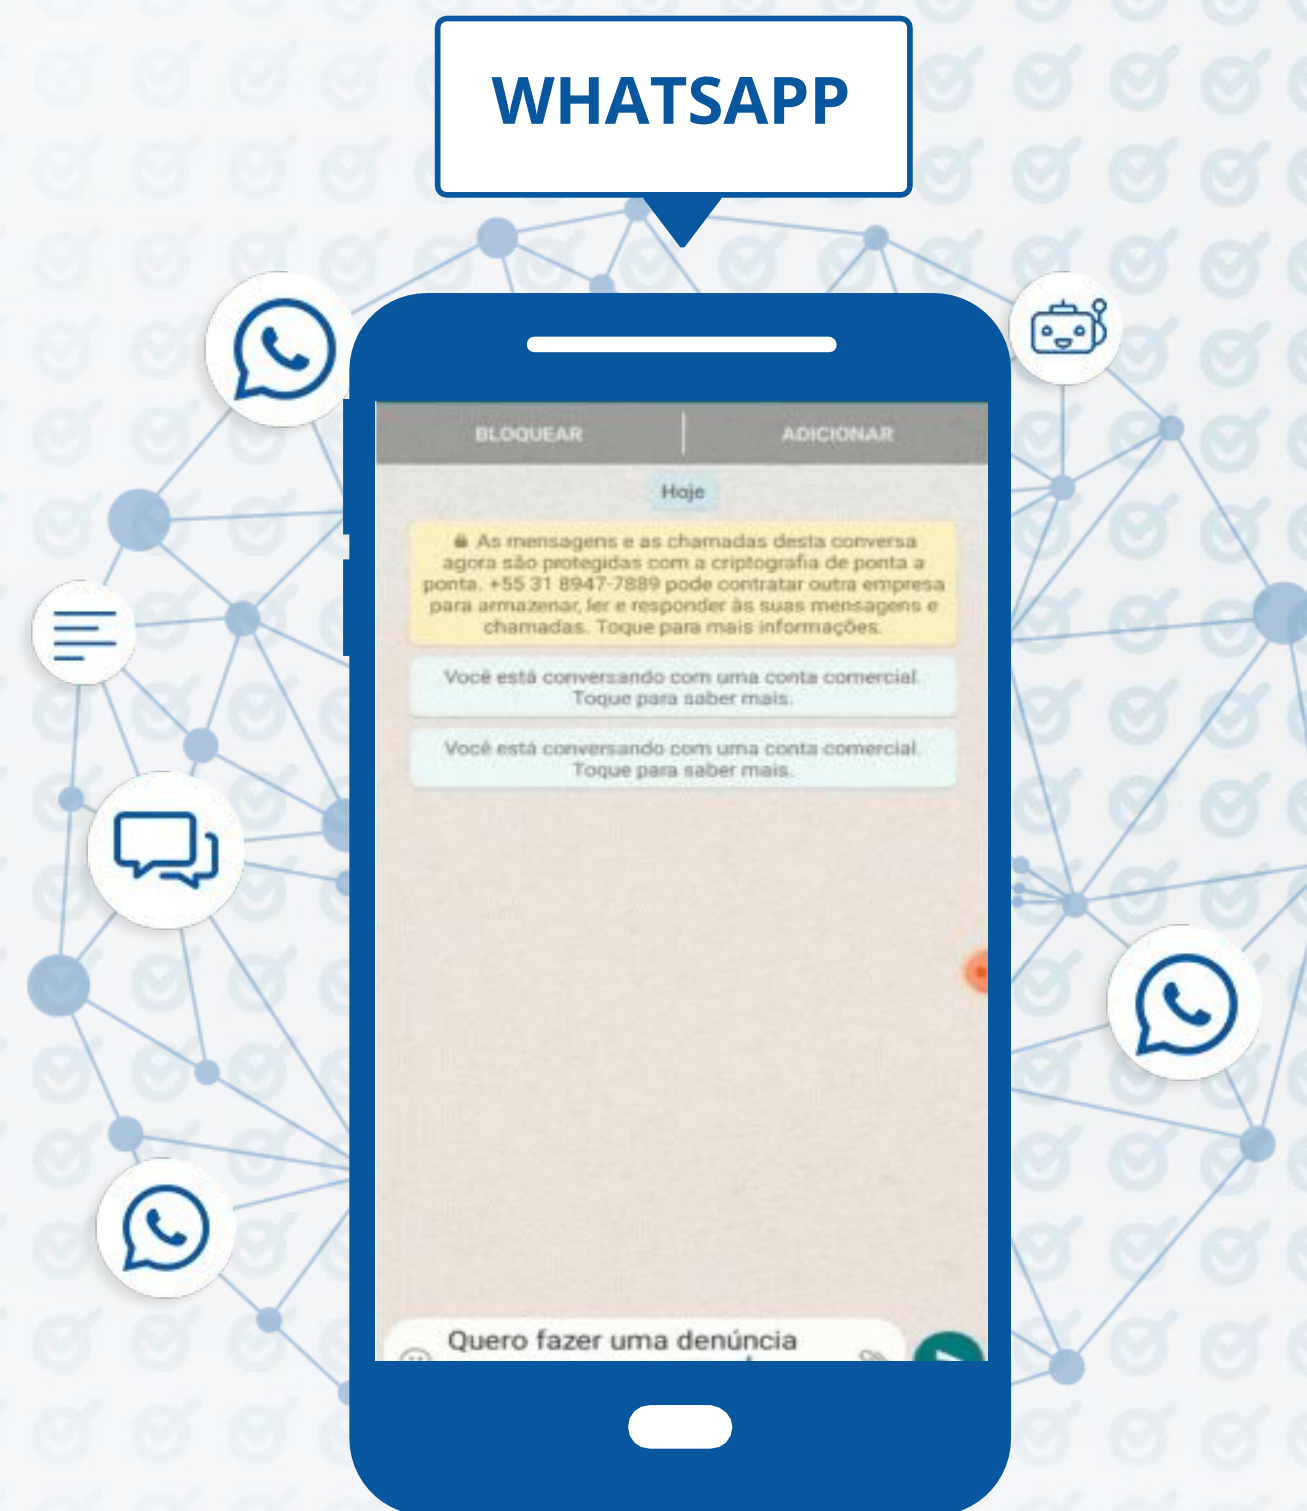 WHATSAPP
BLOQUEAR
ADICIONAR
Hoje
As mensagens e as chamadas desta conversa
agora são protegidas com a criptografia de ponta a
ponta. +55 31 8947-7889 pode contratar outra empresa
para armazenar, ler e responder às suas mensagens e
chamadas. Toque para mais informações.
Você está conversando com uma conta comercial.
Toque para saber mais.
Você está conversando com uma conta comercial.
Toque para saber mais.
Quero fazer uma denúncia